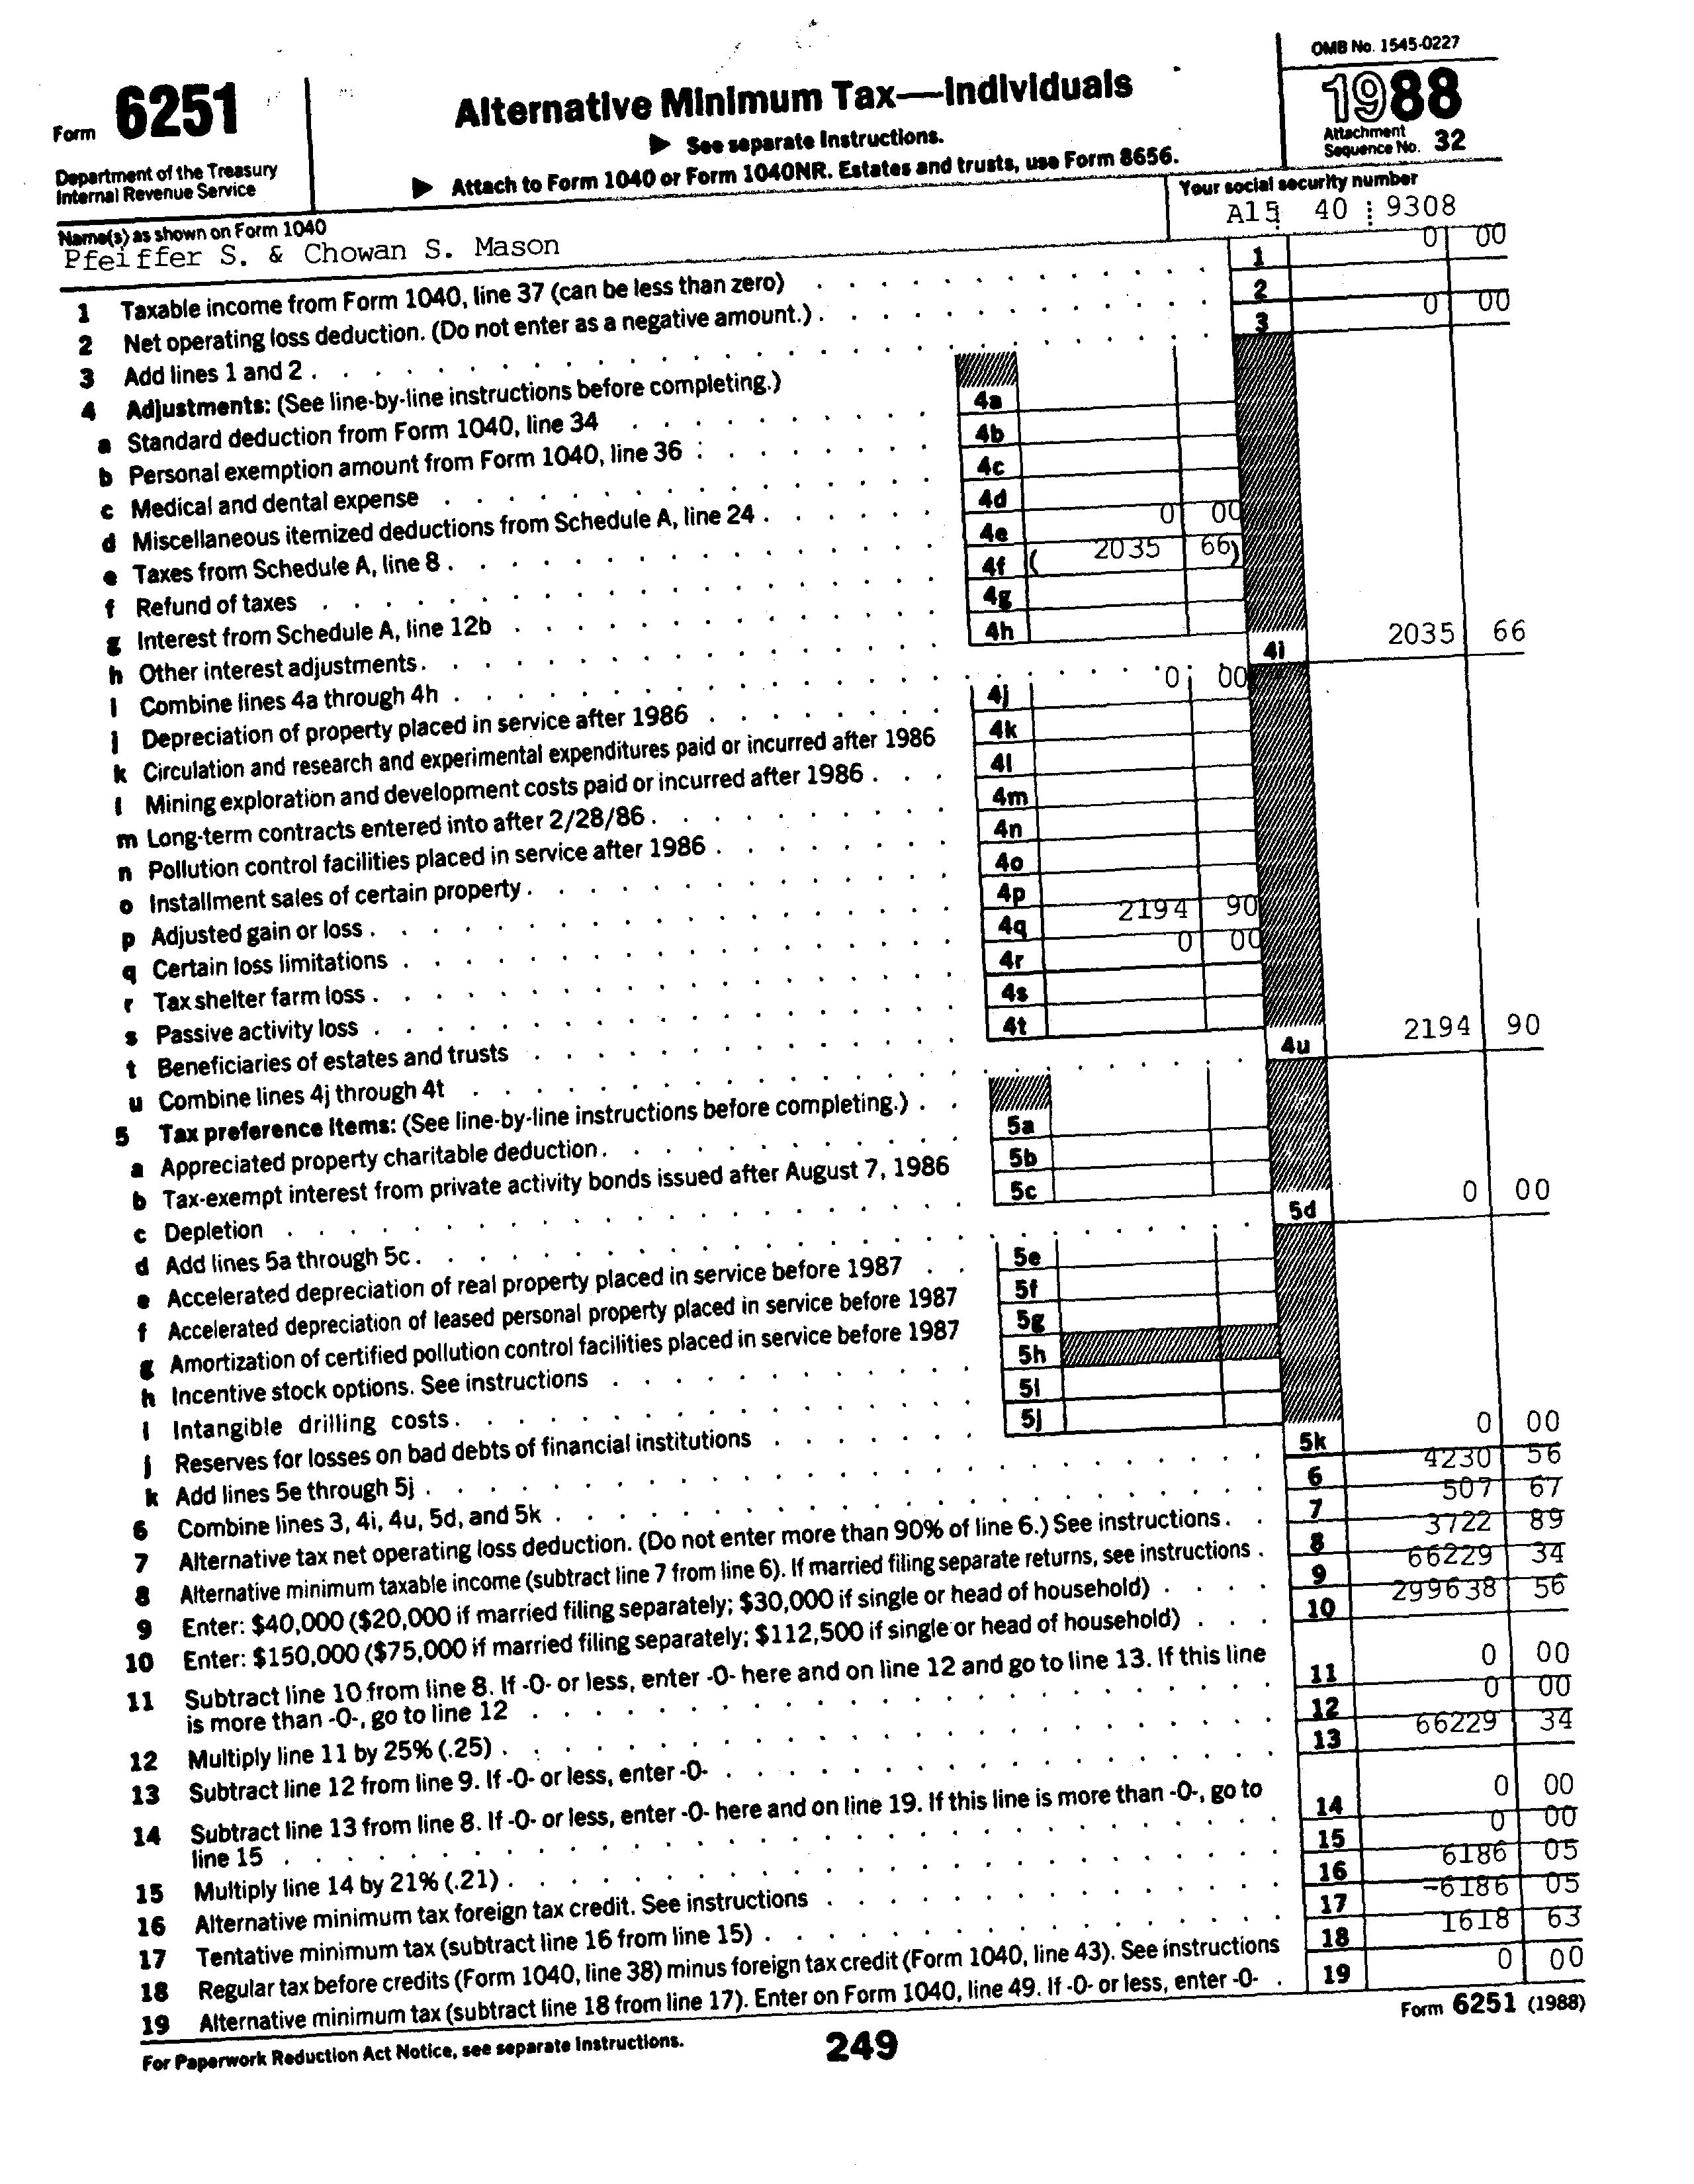 OMB No. 1545-0227
Form 6251
Department of the Treasury
Internal Revenue Service
Alternative Minimum Tax—Individuals
▶ See separate Instructions.
▶ Attach to Form 1040 or Form 1040NR. Estates and trusts, use Form 8656.
1988
Attachment
Sequence No. 32
Name(s) as shown on Form 1040
Pfeiffer S. & Chowan S. Mason
Your social security number
A15 40 9308
1 Taxable income from Form 1040, line 37 (can be less than zero) 1 0 00
2 Net operating loss deduction. (Do not enter as a negative amount.) 2
3 Add lines 1 and 2 3 0 00
4 Adjustments: (See line-by-line instructions before completing.)
a Standard deduction from Form 1040, line 34 4a
b Personal exemption amount from Form 1040, line 36 4b
c Medical and dental expense 4c
d Miscellaneous itemized deductions from Schedule A, line 24 4d
e Taxes from Schedule A, line 8 4e 0 00
f Refund of taxes 4f ( 2035 66)
g Interest from Schedule A, line 12b 4g
h Other interest adjustments 4h
i Combine lines 4a through 4h 4i 2035 66
j Depreciation of property placed in service after 1986 4j 0 00
k Circulation and research and experimental expenditures paid or incurred after 1986 4k
l Mining exploration and development costs paid or incurred after 1986 4l
m Long-term contracts entered into after 2/28/86 4m
n Pollution control facilities placed in service after 1986 4n
o Installment sales of certain property 4o
p Adjusted gain or loss 4p
q Certain loss limitations 4q 2194 90
r Tax shelter farm loss 4r 0 00
s Passive activity loss 4s
t Beneficiaries of estates and trusts 4t
u Combine lines 4j through 4t 4u 2194 90
5 Tax preference items: (See line-by-line instructions before completing.)
a Appreciated property charitable deduction 5a
b Tax-exempt interest from private activity bonds issued after August 7, 1986 5b
c Depletion 5c
d Add lines 5a through 5c 5d 0 00
e Accelerated depreciation of real property placed in service before 1987 5e
f Accelerated depreciation of leased personal property placed in service before 1987 5f
g Amortization of certified pollution control facilities placed in service before 1987 5g
h Incentive stock options. See instructions 5h
i Intangible drilling costs 5i
j Reserves for losses on bad debts of financial institutions 5j
k Add lines 5e through 5j 5k 0 00
6 Combine lines 3, 4i, 4u, 5d, and 5k 6 4230 56
7 Alternative tax net operating loss deduction. (Do not enter more than 90% of line 6.) See instructions 7 507 67
8 Alternative minimum taxable income (subtract line 7 from line 6). If married filing separate returns, see instructions 8 3722 89
9 Enter: $40,000 ($20,000 if married filing separately; $30,000 if single or head of household) 9 66229 34
10 Enter: $150,000 ($75,000 if married filing separately; $112,500 if single or head of household) 10 299638 56
11 Subtract line 10 from line 8. If -0- or less, enter -0- here and on line 12 and go to line 13. If this line
is more than -0-, go to line 12 11 0 00
12 Multiply line 11 by 25% (.25) 12 0 00
13 Subtract line 12 from line 9. If -0- or less, enter -0- 13 66229 34
14 Subtract line 13 from line 8. If -0- or less, enter -0- here and on line 19. If this line is more than -0-, go to
line 15 14 0 00
15 Multiply line 14 by 21% (.21) 15 0 00
16 Alternative minimum tax foreign tax credit. See instructions 16 6186 05
17 Tentative minimum tax (subtract line 16 from line 15) 17 -6186 05
18 Regular tax before credits (Form 1040, line 38) minus foreign tax credit (Form 1040, line 43). See instructions 18 1618 63
19 Alternative minimum tax (subtract line 18 from line 17). Enter on Form 1040, line 49. If -0- or less, enter -0- 19 0 00
For Paperwork Reduction Act Notice, see separate Instructions.
249
Form 6251 (1988)